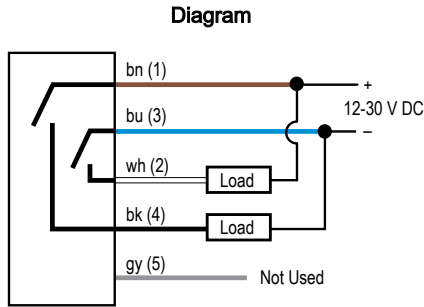 Diagram
bn (1)
+
12-30 V DC
bu (3)
–
wh (2)
Load
bk (4)
Load
gy (5)
Not Used